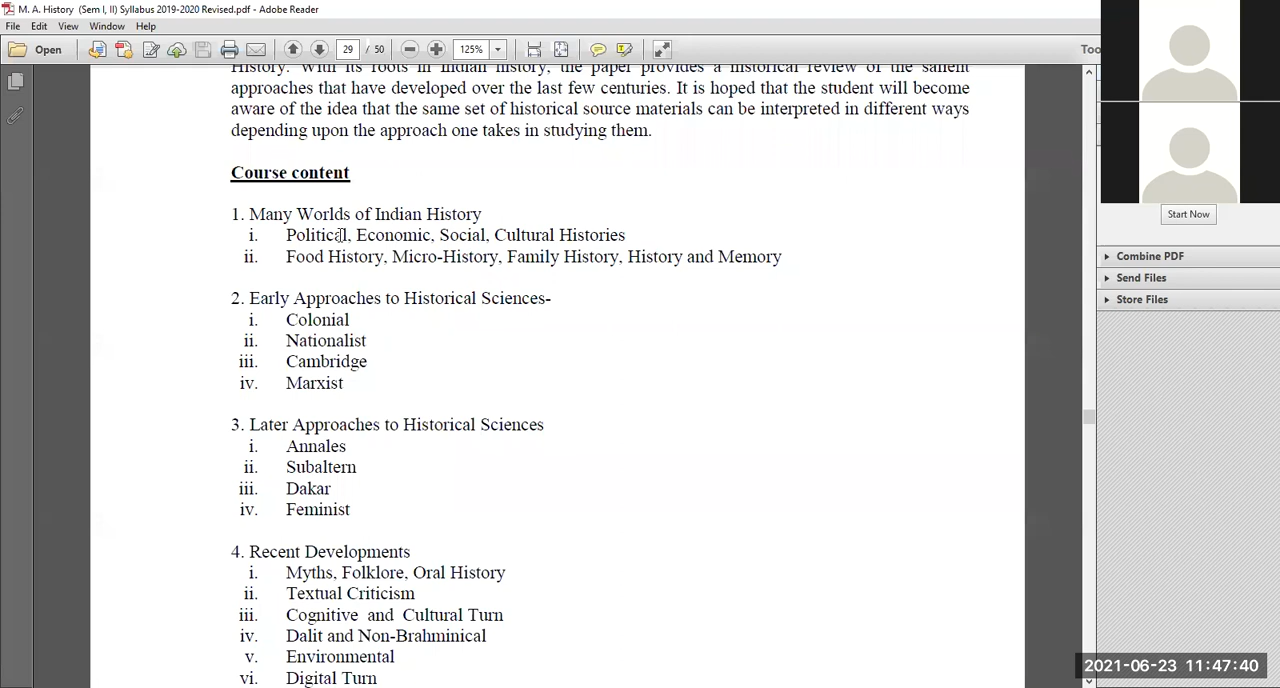 M. A. History (Sem I, II) Syllabus 2019-2020 Revised.pdf - Adobe Reader
File Edit View Window Help
Open 29 / 50 125% Too
History. With its roots in Indian history, the paper provides a historical review of the salient
approaches that have developed over the last few centuries. It is hoped that the student will become
aware of the idea that the same set of historical source materials can be interpreted in different ways
depending upon the approach one takes in studying them.
Course content
1. Many Worlds of Indian History
i. Political, Economic, Social, Cultural Histories
ii. Food History, Micro-History, Family History, History and Memory
2. Early Approaches to Historical Sciences-
i. Colonial
ii. Nationalist
iii. Cambridge
iv. Marxist
3. Later Approaches to Historical Sciences
i. Annales
ii. Subaltern
iii. Dakar
iv. Feminist
4. Recent Developments
i. Myths, Folklore, Oral History
ii. Textual Criticism
iii. Cognitive and Cultural Turn
iv. Dalit and Non-Brahminical
v. Environmental
vi. Digital Turn
Start Now
Combine PDF
Send Files
Store Files
2021-06-23 11:47:40